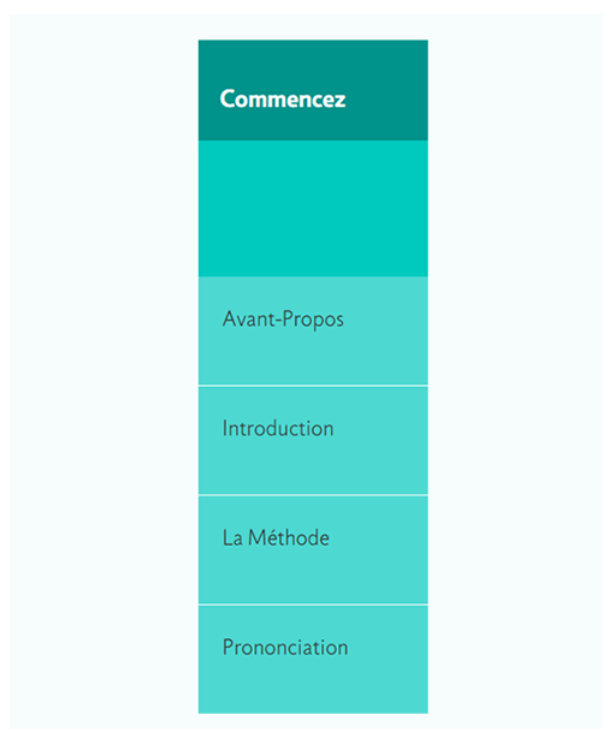 Commencez
Avant-Propos
Introduction
La Méthode
Prononciation